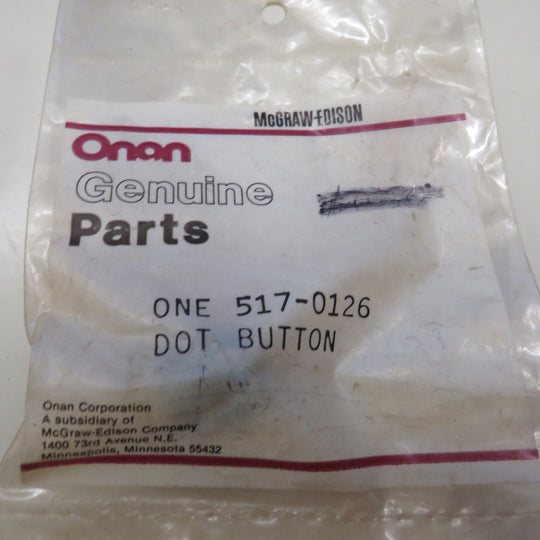 McGRAW-EDISON
Onan
Genuine
Parts
ONE 517-0126
DOT BUTTON
Onan Corporation
A subsidiary of
McGraw-Edison Company
1400 73rd Avenue N.E.
Minneapolis, Minnesota 55432